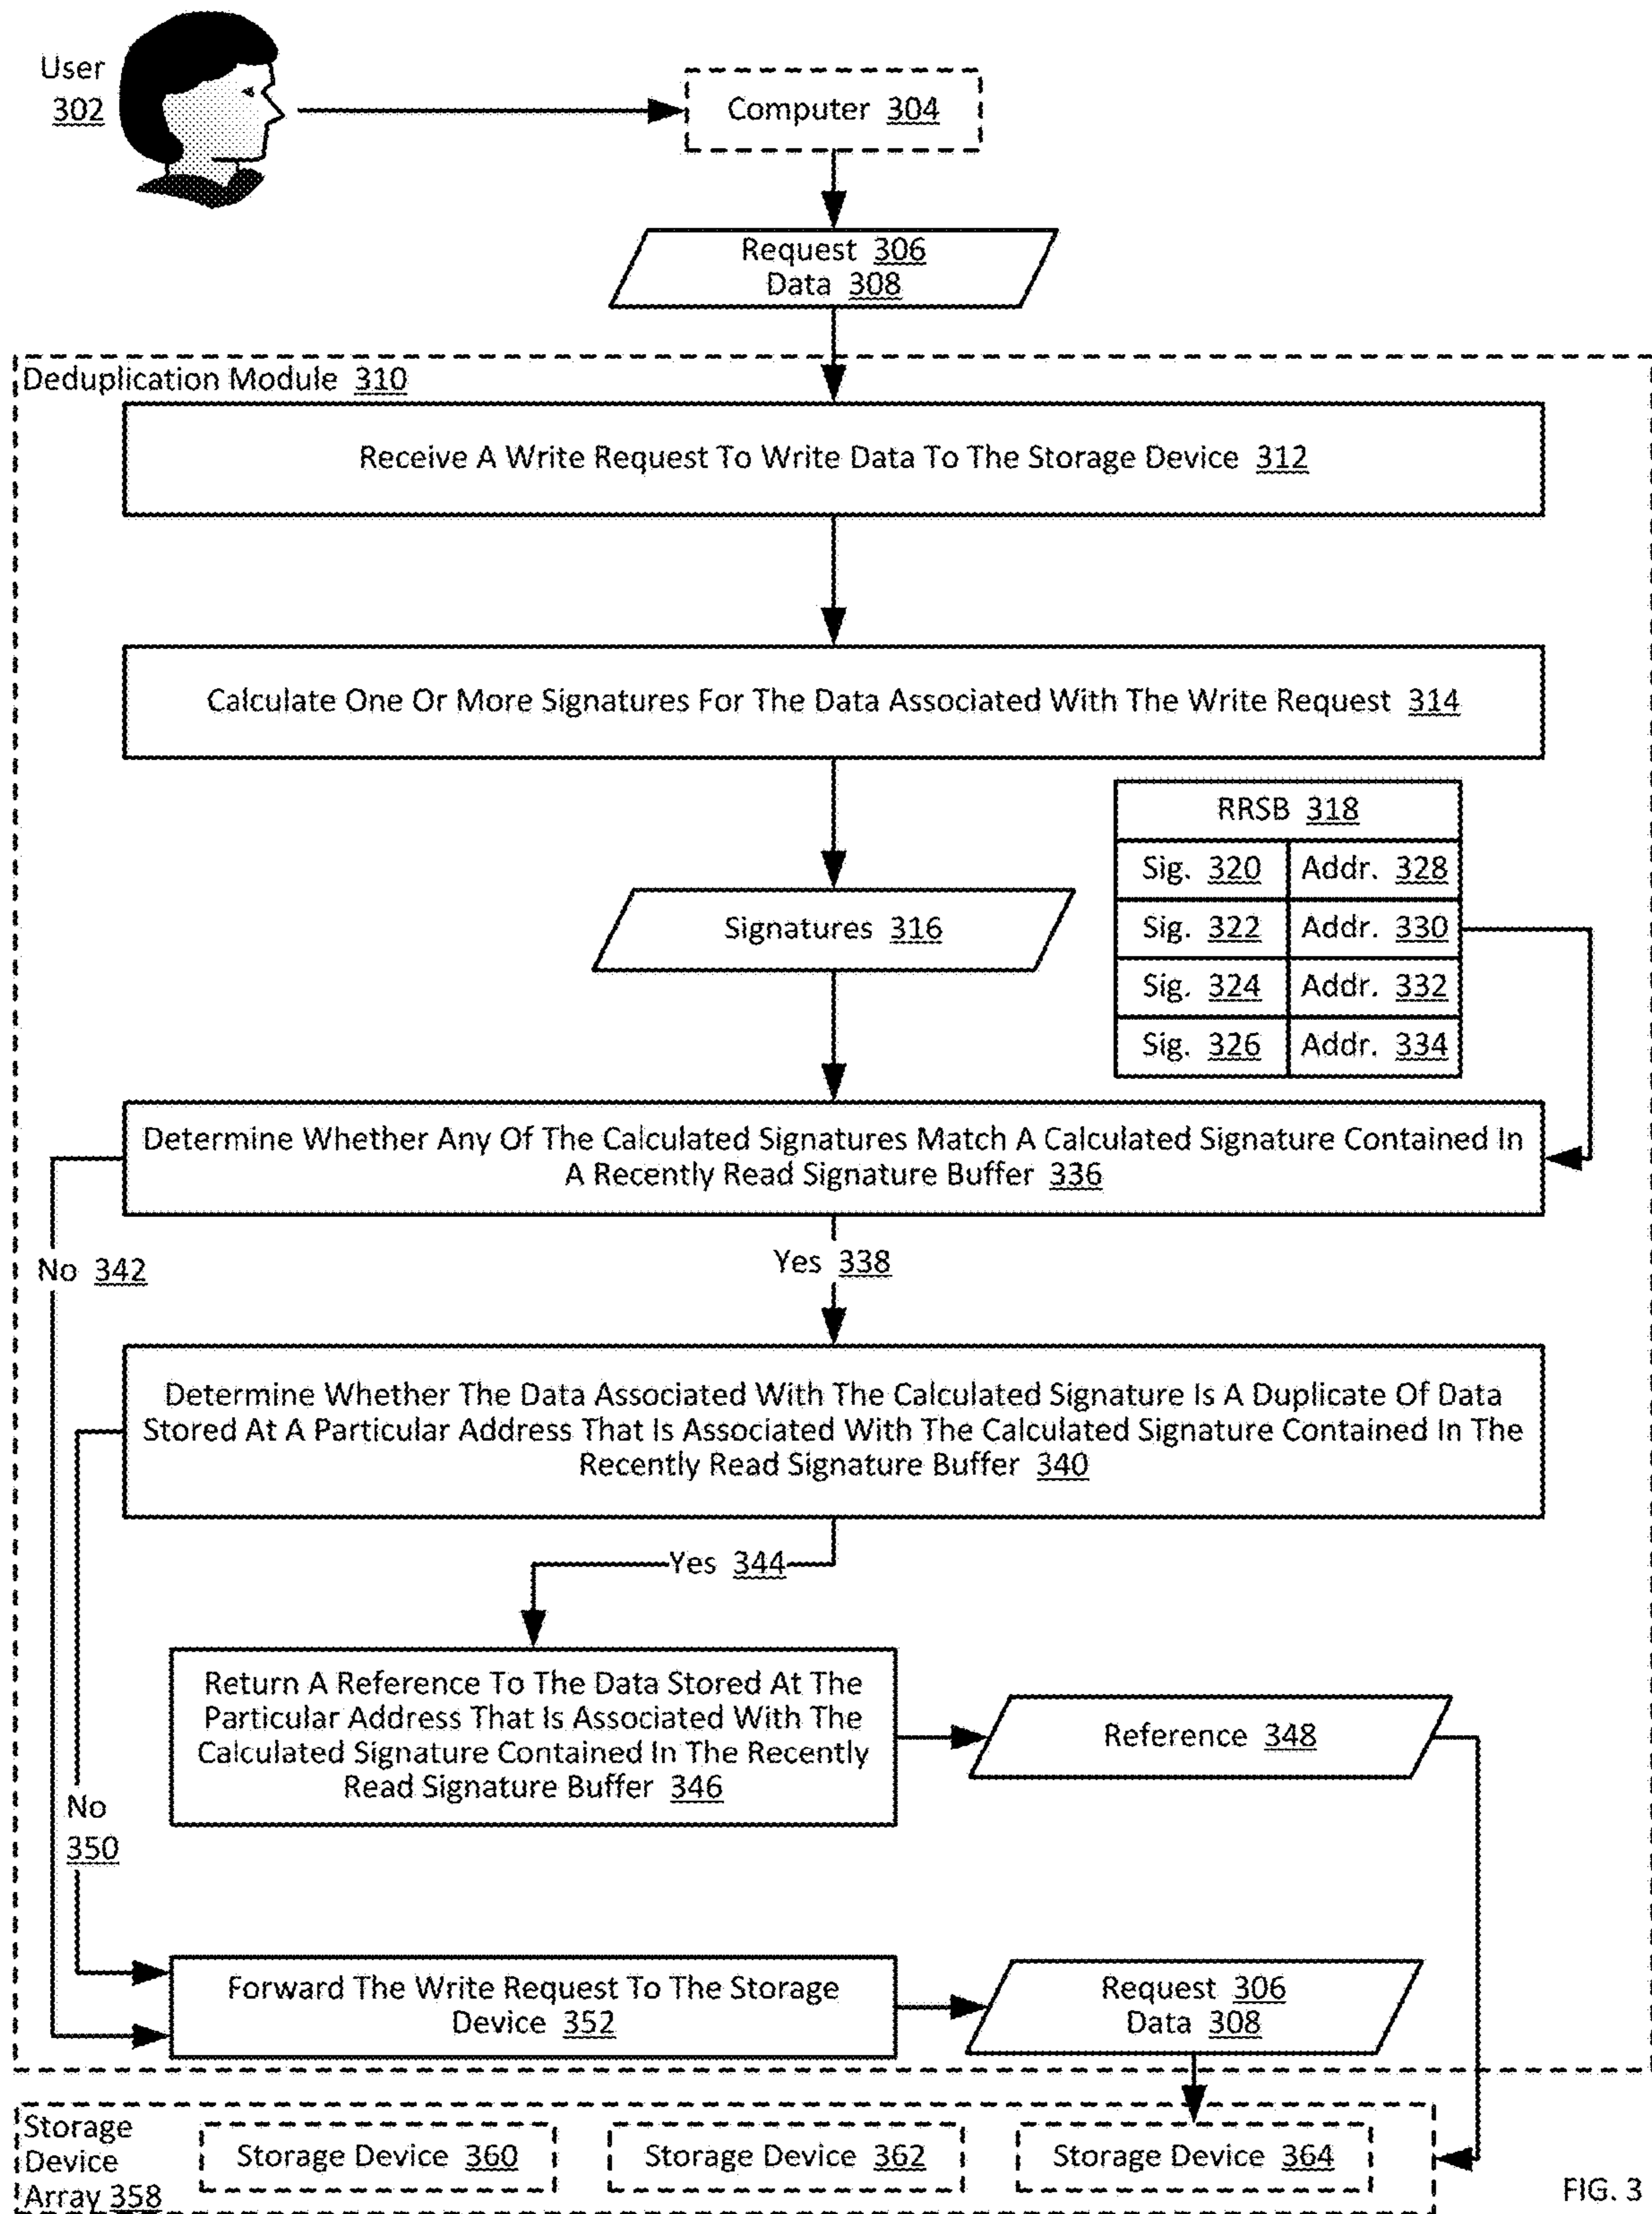 User
302
Computer 304
Request 306
Data 308
Deduplication Module 310
Receive A Write Request To Write Data To The Storage Device 312
Calculate One Or More Signatures For The Data Associated With The Write Request 314
RRSB 318
Sig. 320 Addr. 328
Sig. 322 Addr. 330
Sig. 324 Addr. 332
Sig. 326 Addr. 334
Signatures 316
Determine Whether Any Of The Calculated Signatures Match A Calculated Signature Contained In
A Recently Read Signature Buffer 336
No 342
Yes 338
Determine Whether The Data Associated With The Calculated Signature Is A Duplicate Of Data
Stored At A Particular Address That Is Associated With The Calculated Signature Contained In The
Recently Read Signature Buffer 340
Yes 344
Return A Reference To The Data Stored At The
Particular Address That Is Associated With The
Calculated Signature Contained In The Recently
Read Signature Buffer 346
Reference 348
No
350
Forward The Write Request To The Storage
Device 352
Request 306
Data 308
Storage
Device
Array 358
Storage Device 360
Storage Device 362
Storage Device 364
FIG. 3